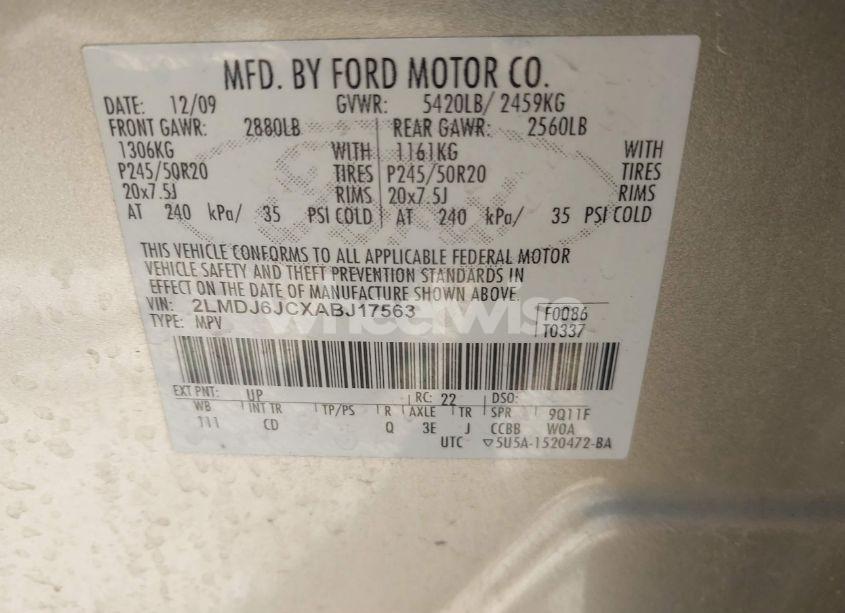 MFD. BY FORD MOTOR CO.
DATE: 12/09 GVWR: 5420LB/ 2459KG
FRONT GAWR: 2880LB REAR GAWR: 2560LB
1306KG WITH 1161KG WITH
P245/50R20 TIRES P245/50R20 TIRES
20x7.5J RIMS 20x7.5J RIMS
AT 240 kPa/ 35 PSI COLD AT 240 kPa/ 35 PSI COLD
THIS VEHICLE CONFORMS TO ALL APPLICABLE FEDERAL MOTOR
VEHICLE SAFETY AND THEFT PREVENTION STANDARDS IN
EFFECT ON THE DATE OF MANUFACTURE SHOWN ABOVE.
VIN: 2LMDJ6JCXABJ17563 F0086
TYPE: MPV T0337
wheelwise
EXT PNT: UP RC: 22 DSO:
WB INT TR TP/PS R AXLE TR SPR 9Q11F
111 CD Q 3E J CCBB W0A
UTC ▽5U5A-1520472-BA